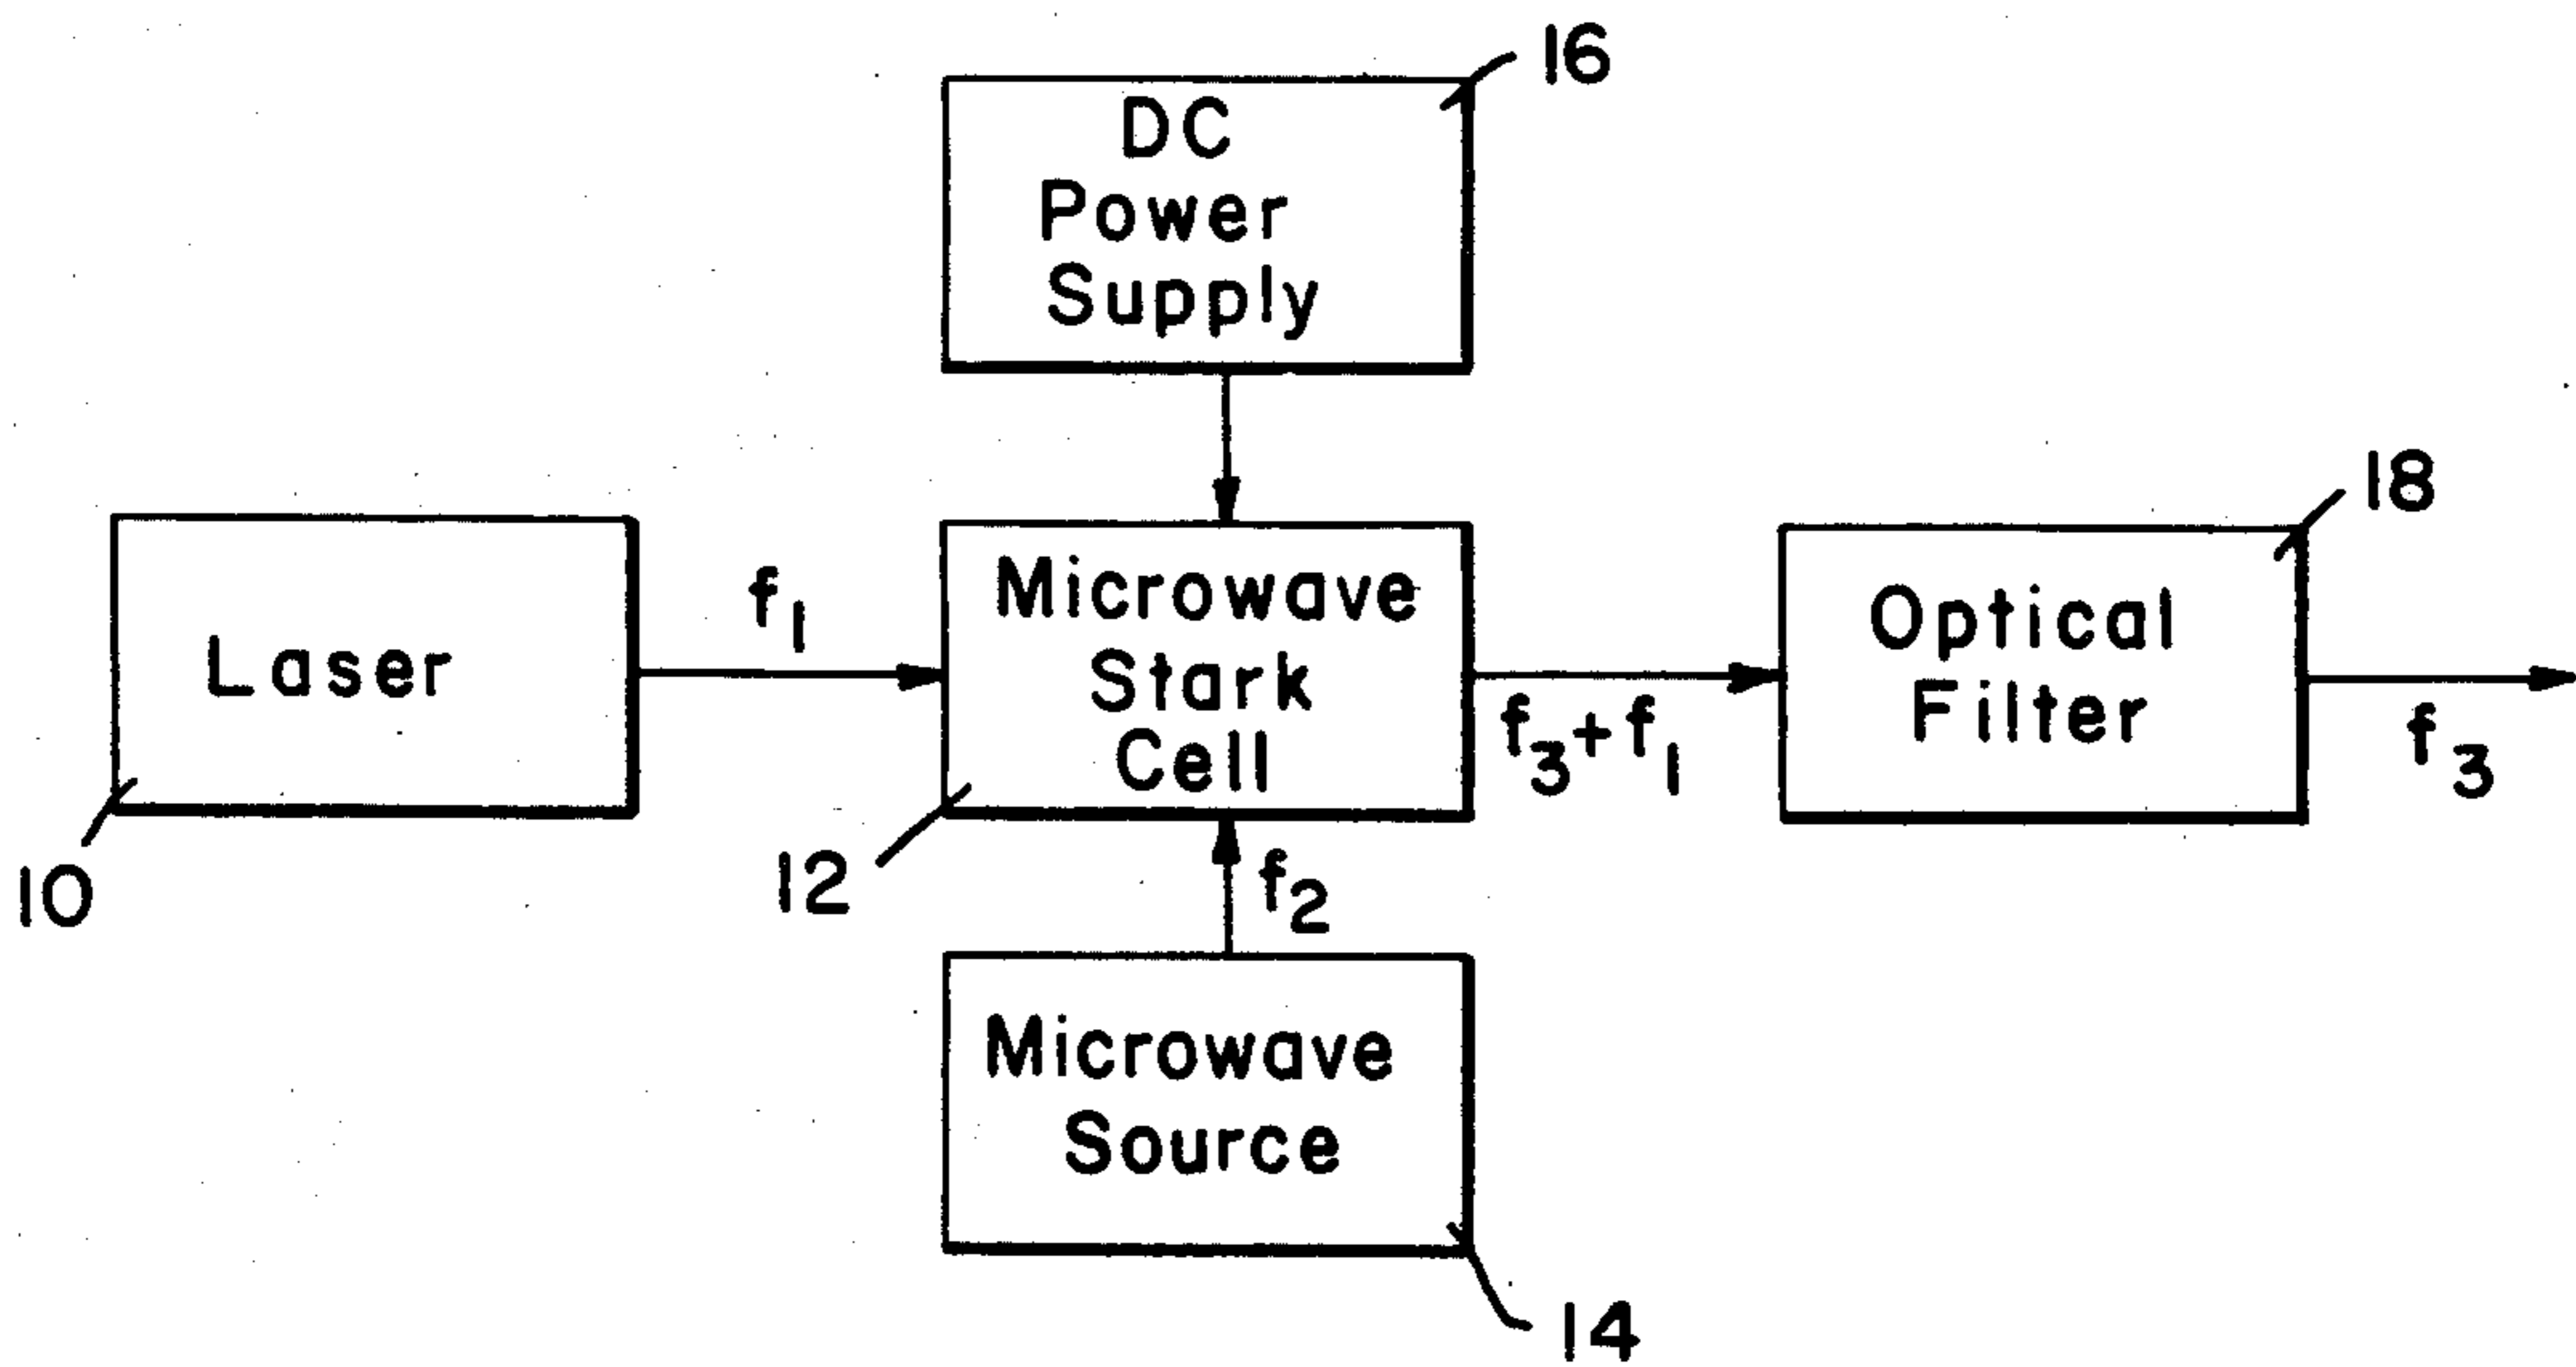 16
DC
Power
Supply
18
Laser
f₁
Microwave
Stark
Cell
f₃+f₁
Optical
Filter
f₃
10
12
f₂
Microwave
Source
14